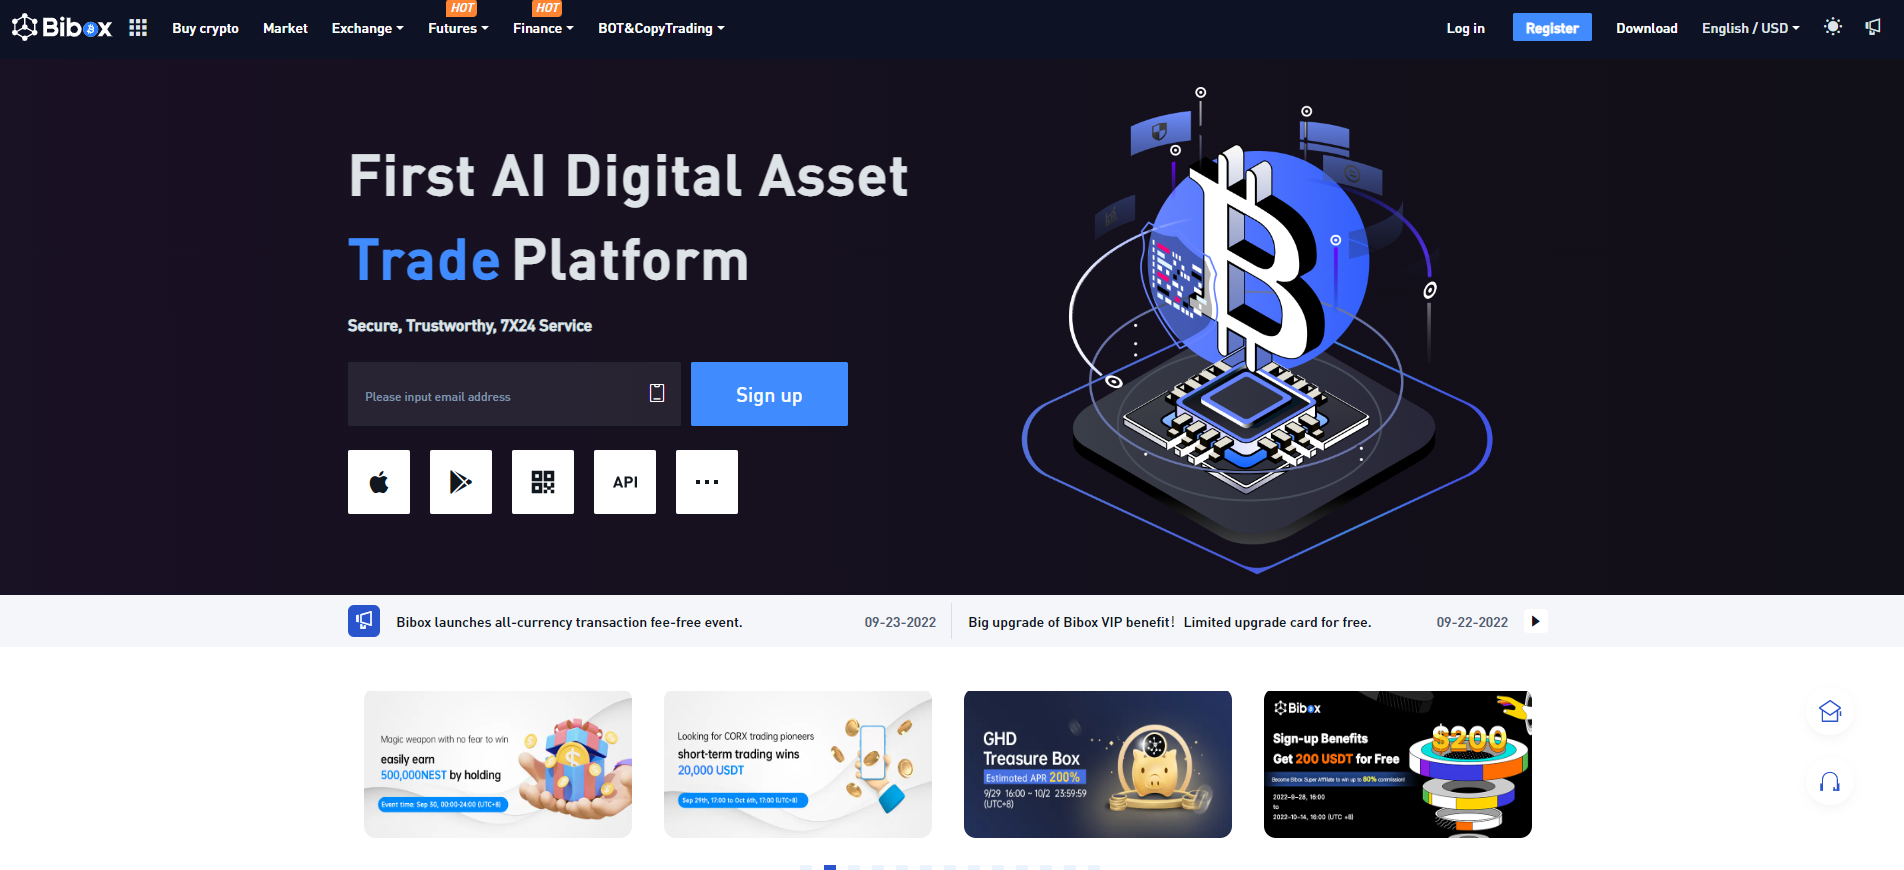 Bibox
Buy crypto
Market
Exchange
HOT
Futures
HOT
Finance
BOT&CopyTrading
Log in
Register
Download
English / USD
First AI Digital Asset
Trade Platform
Secure, Trustworthy, 7X24 Service
Please input email address
Sign up
API
Bibox launches all-currency transaction fee-free event.
09-23-2022
Big upgrade of Bibox VIP benefit! Limited upgrade card for free.
09-22-2022
Magic weapon with no fear to win
easily earn
500,000NEST by holding
Event time: Sep 30, 00:00-24:00 (UTC+8)
Looking for CORX trading pioneers
short-term trading wins
20,000 USDT
Sep 29th, 17:00 to Oct 6th, 17:00 (UTC+8)
GHD
Treasure Box
Estimated APR 200%
9/29 16:00 ~ 10/2 23:59:59
(UTC+8)
Bibox
Sign-up Benefits
Get 200 USDT for Free
Become Bibox Super Affiliate to win up to 80% commission!
2022-9-28, 16:00
to
2022-10-14, 16:00 (UTC +8)
$200